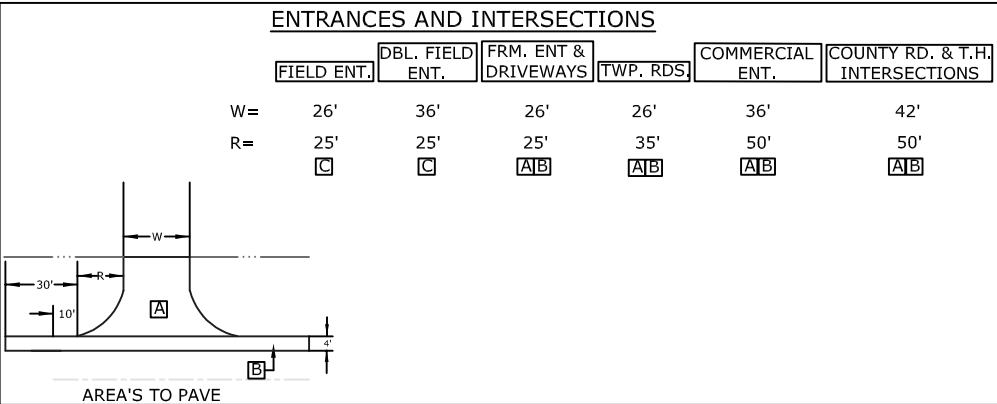 ENTRANCES AND INTERSECTIONS
FIELD ENT.
DBL. FIELD
ENT.
FRM. ENT &
DRIVEWAYS
TWP. RDS.
COMMERCIAL
ENT.
COUNTY RD. & T.H.
INTERSECTIONS
W= 26' 36' 26' 26' 36' 42'
R= 25' 25' 25' 35' 50' 50'
C C A B A B A B A B
W
R
30'
10'
A
4'
B
AREA'S TO PAVE